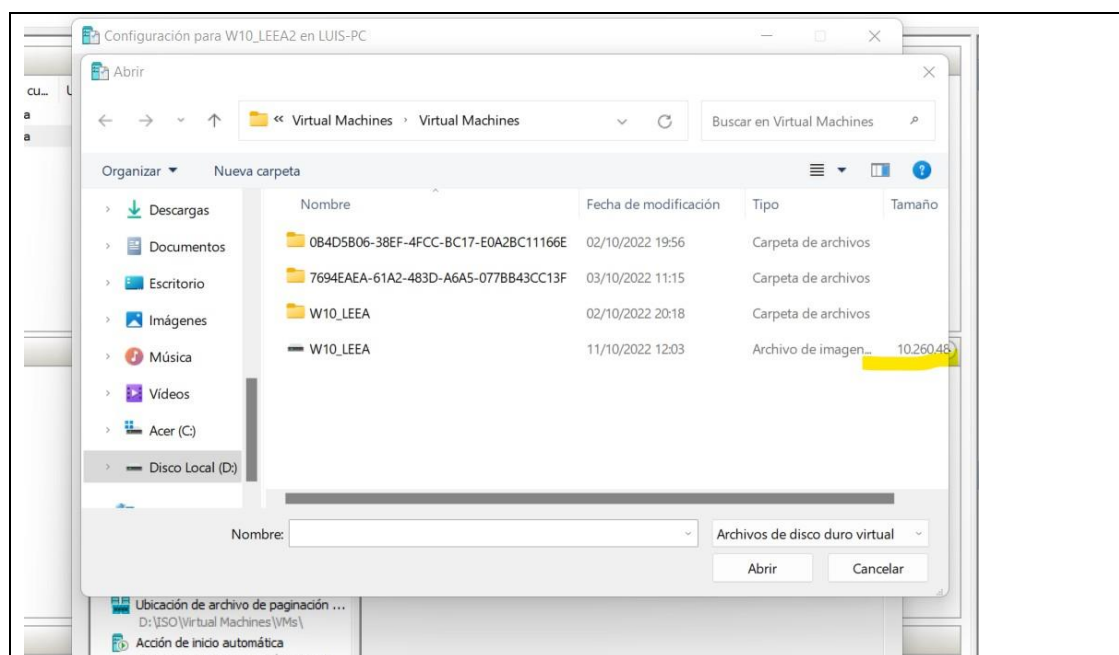 Configuración para W10_LEEA2 en LUIS-PC
Abrir
cu... U
a
a
« Virtual Machines › Virtual Machines
Buscar en Virtual Machines
Organizar
Nueva carpeta
Nombre Fecha de modificación Tipo Tamaño
Descargas
Documentos
Escritorio
Imágenes
Música
Vídeos
Acer (C:)
Disco Local (D:)
0B4D5B06-38EF-4FCC-BC17-E0A2BC11166E 02/10/2022 19:56 Carpeta de archivos
7694EAEA-61A2-483D-A6A5-077BB43CC13F 03/10/2022 11:15 Carpeta de archivos
W10_LEEA 02/10/2022 20:18 Carpeta de archivos
W10_LEEA 11/10/2022 12:03 Archivo de imagen... 10.260.48
Nombre:
Archivos de disco duro virtual
Abrir
Cancelar
Ubicación de archivo de paginación ...
D:\ISO\Virtual Machines\VMs\
Acción de inicio automática